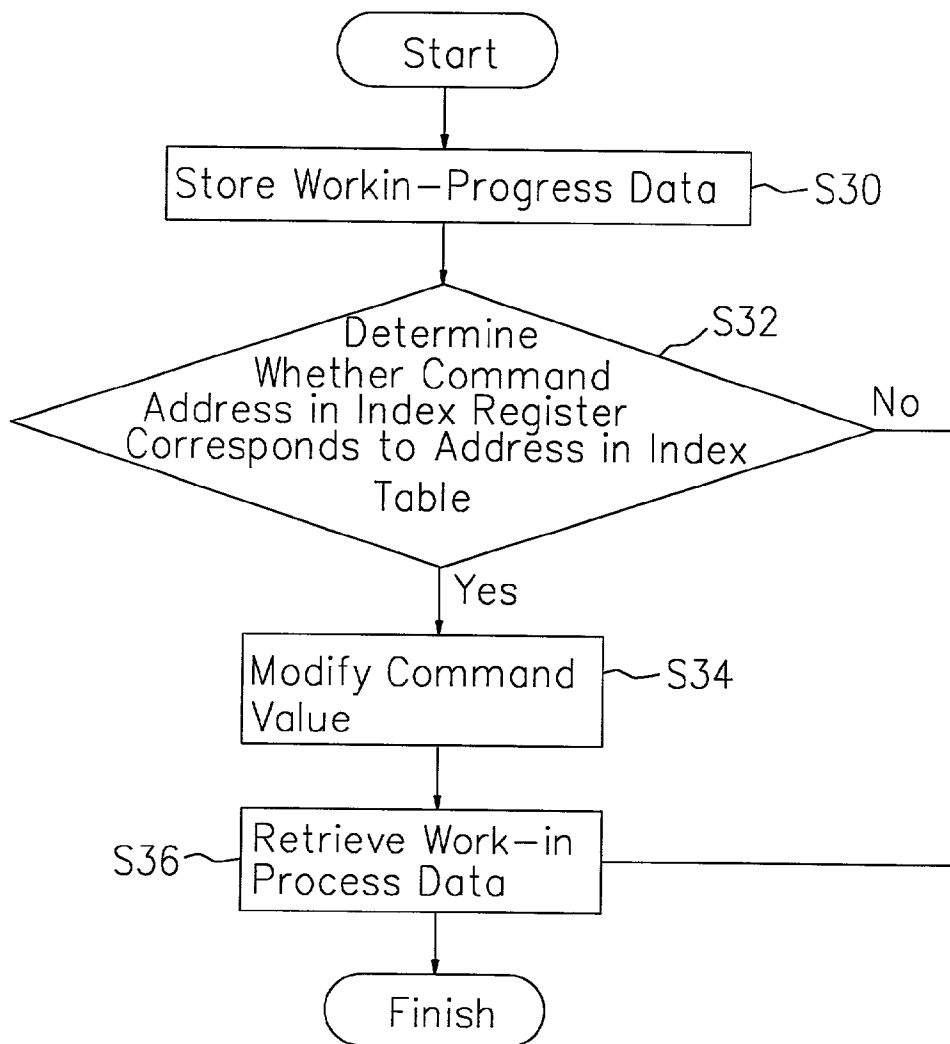 Start
Store Workin-Progress Data
S30
S32
Determine
Whether Command
Address in Index Register
Corresponds to Address in Index
Table
No
Yes
Modify Command
Value
S34
S36
Retrieve Work-in
Process Data
Finish